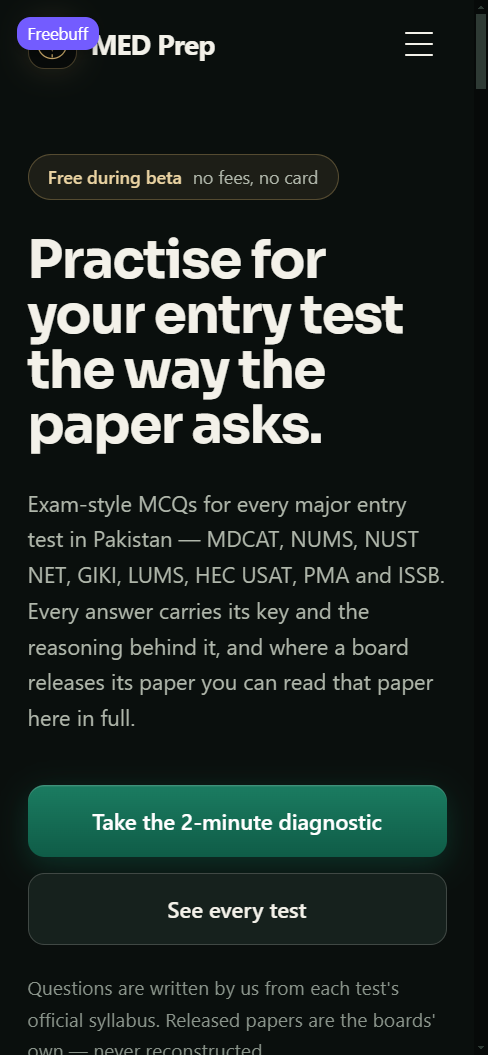 Freebuff
MED Prep
Free during beta no fees, no card
Practise for
your entry test
the way the
paper asks.
Exam-style MCQs for every major entry
test in Pakistan — MDCAT, NUMS, NUST
NET, GIKI, LUMS, HEC USAT, PMA and ISSB.
Every answer carries its key and the
reasoning behind it, and where a board
releases its paper you can read that paper
here in full.
Take the 2-minute diagnostic
See every test
Questions are written by us from each test's
official syllabus. Released papers are the boards'
own — never reconstructed.